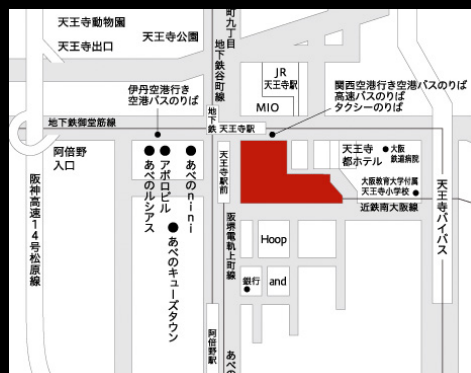 天王寺動物園
天王寺出口
天王寺公園
地下鉄谷町線
町九丁目
JR
天王寺駅
MIO
関西空港行き空港バスのりば
高速バスのりば
タクシーのりば
伊丹空港行き
空港バスのりば
地下鉄御堂筋線
地下鉄
天王寺駅
阿倍野
入口
阪神高速14号松原線
あべのルシアス
アポロビル
あべのnini
あべのキューズタウン
天王寺駅前
阪堺電軌上町線
天王寺
都ホテル
大阪
鉄道病院
大阪教育大学付属
天王寺小学校
近鉄南大阪線
天王寺バイパス
Hoop
銀行
and
阿倍野駅
あべの